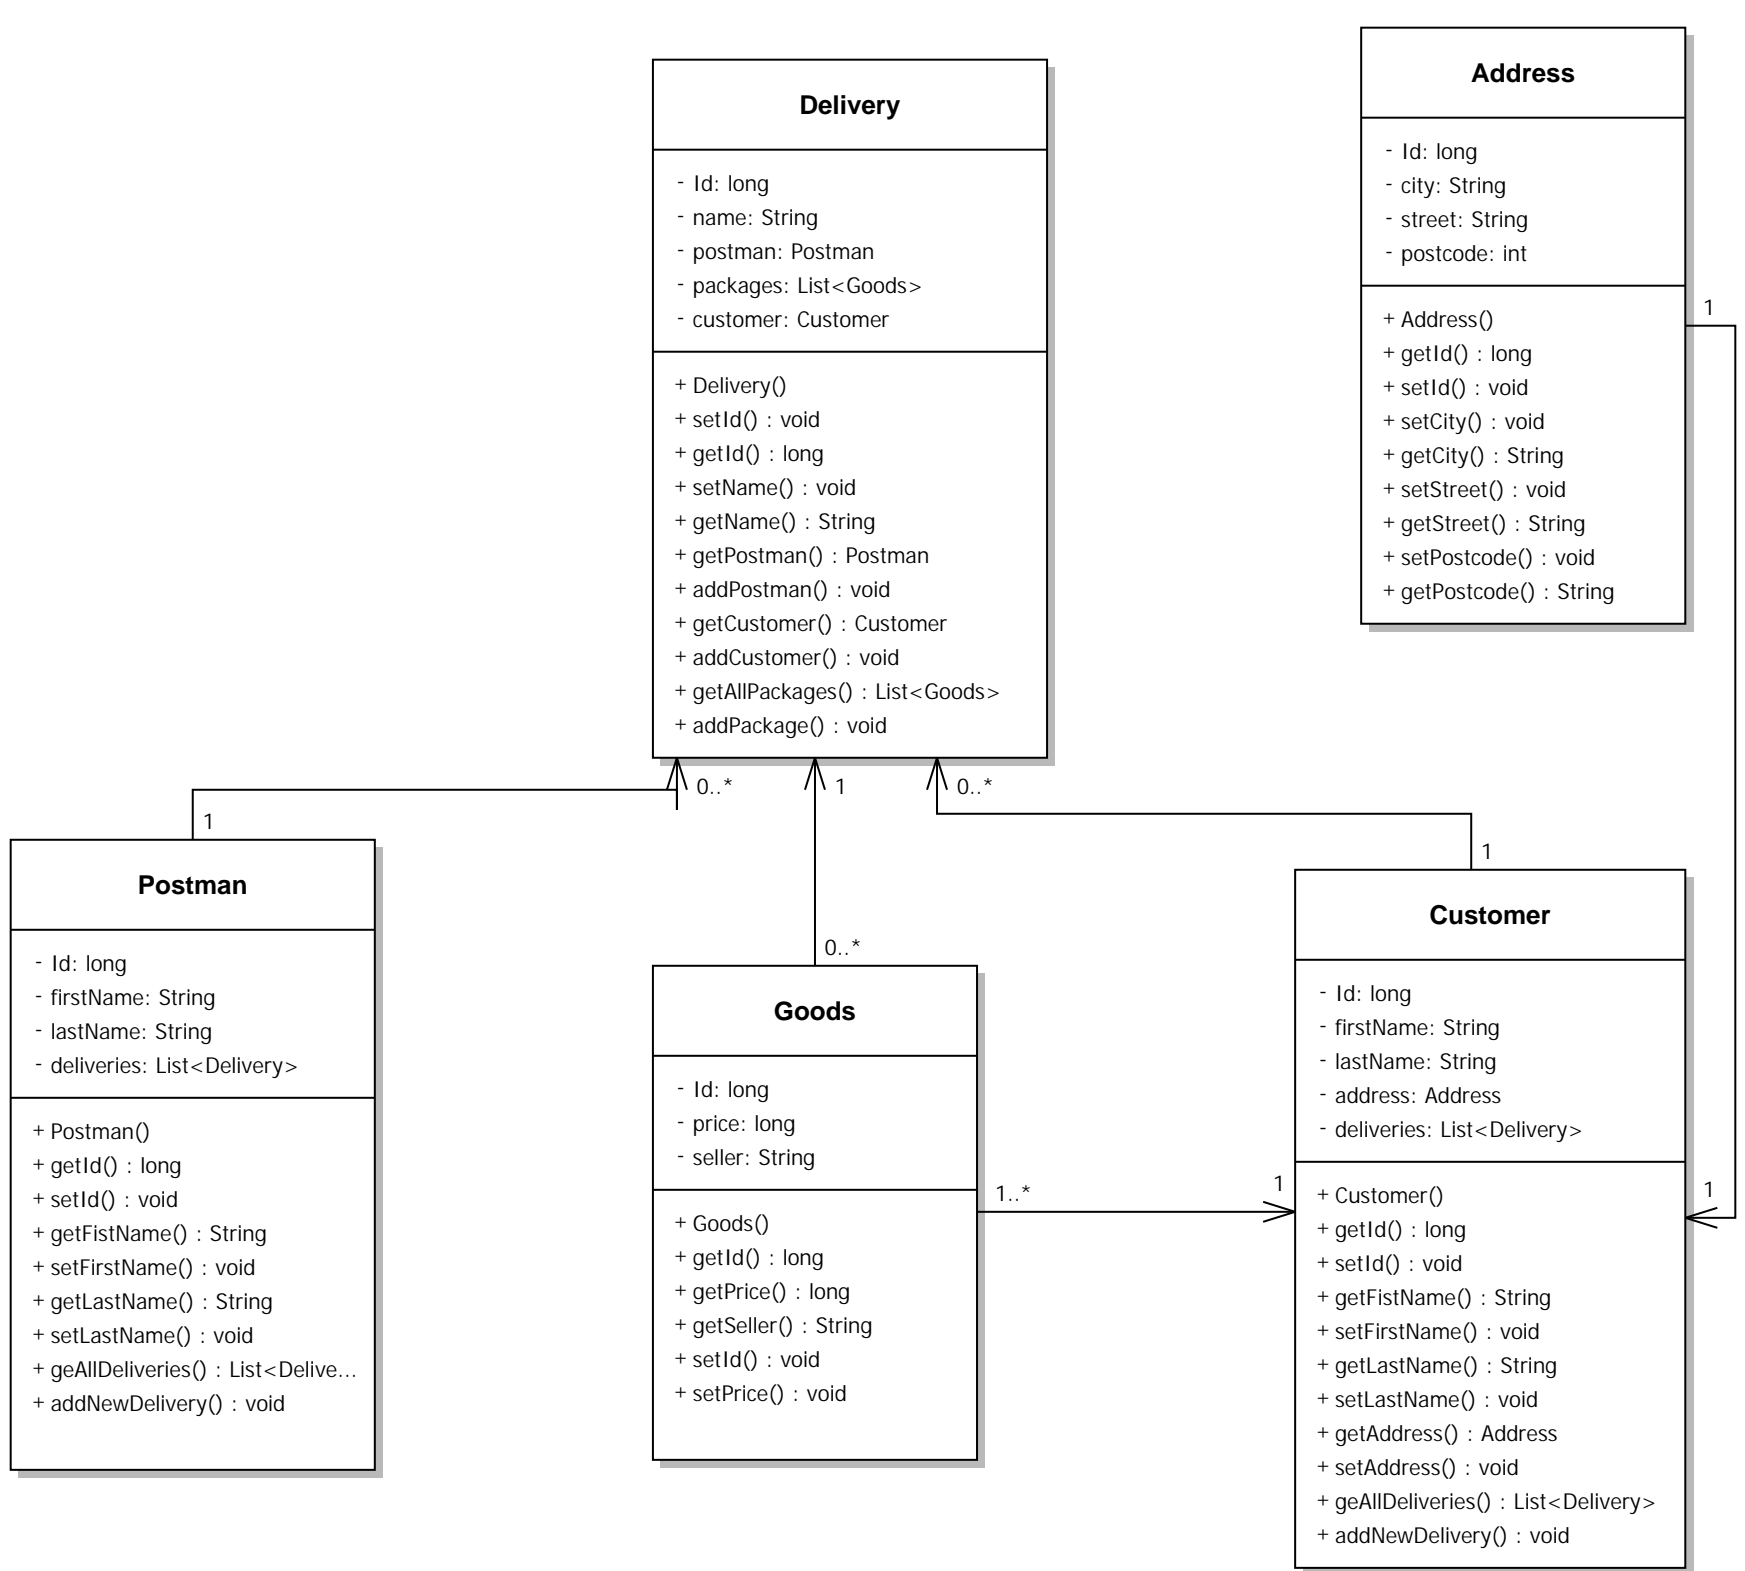 Delivery
- Id: long
- name: String
- postman: Postman
- packages: List<Goods>
- customer: Customer
+ Delivery()
+ setId() : void
+ getId() : long
+ setName() : void
+ getName() : String
+ getPostman() : Postman
+ addPostman() : void
+ getCustomer() : Customer
+ addCustomer() : void
+ getAllPackages() : List<Goods>
+ addPackage() : void
Address
- Id: long
- city: String
- street: String
- postcode: int
+ Address()
+ getId() : long
+ setId() : void
+ setCity() : void
+ getCity() : String
+ setStreet() : void
+ getStreet() : String
+ setPostcode() : void
+ getPostcode() : String
1
0..*
1
0..*
1
1
0..*
1..*
1
1
Postman
- Id: long
- firstName: String
- lastName: String
- deliveries: List<Delivery>
+ Postman()
+ getId() : long
+ setId() : void
+ getFistName() : String
+ setFirstName() : void
+ getLastName() : String
+ setLastName() : void
+ geAllDeliveries() : List<Delive...
+ addNewDelivery() : void
Goods
- Id: long
- price: long
- seller: String
+ Goods()
+ getId() : long
+ getPrice() : long
+ getSeller() : String
+ setId() : void
+ setPrice() : void
Customer
- Id: long
- firstName: String
- lastName: String
- address: Address
- deliveries: List<Delivery>
+ Customer()
+ getId() : long
+ setId() : void
+ getFistName() : String
+ setFirstName() : void
+ getLastName() : String
+ setLastName() : void
+ getAddress() : Address
+ setAddress() : void
+ geAllDeliveries() : List<Delivery>
+ addNewDelivery() : void